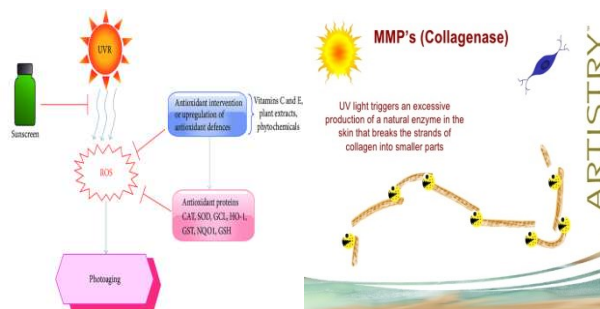 UVR
Sunscreen
Antioxidant intervention
or upregulation of
antioxidant defences
Vitamins C and E,
plant extracts,
phytochemicals
ROS
Antioxidant proteins
CAT, SOD, GCL, HO-1,
GST, NQO1, GSH
Photoaging
MMP's (Collagenase)
UV light triggers an excessive
production of a natural enzyme in the
skin that breaks the strands of
collagen into smaller parts
ARTISTRY